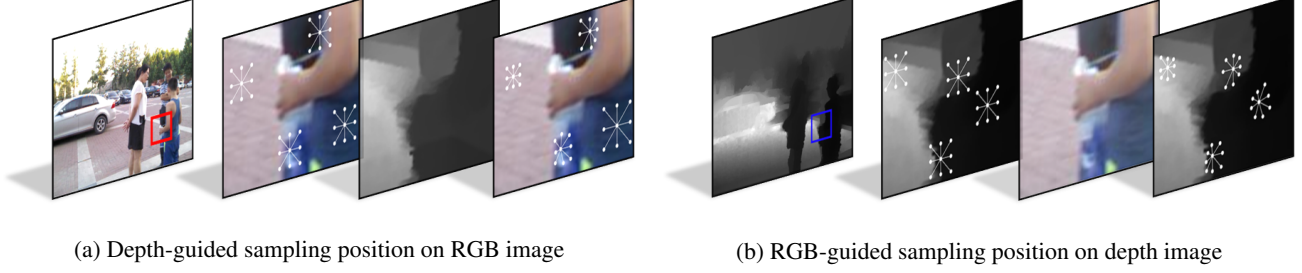 (a) Depth-guided sampling position on RGB image
(b) RGB-guided sampling position on depth image